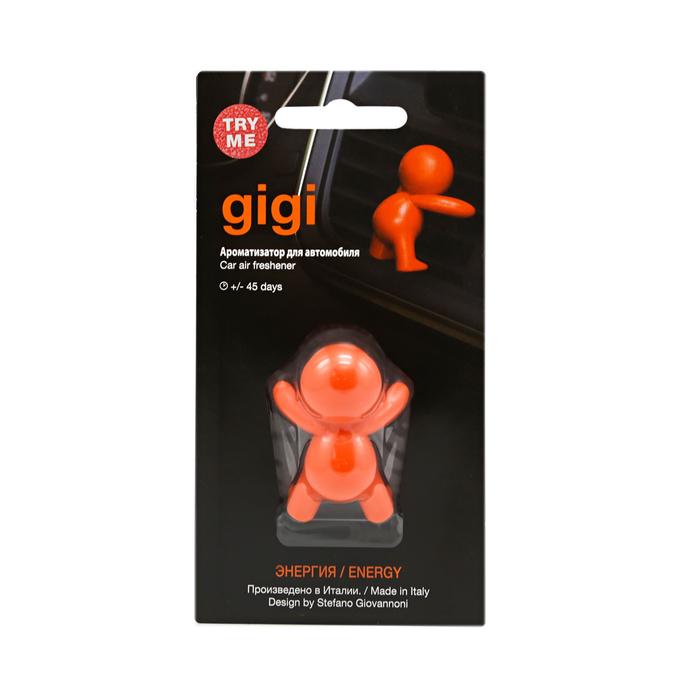 TRY
ME
gigi
Ароматизатор для автомобиля
Car air freshener
+/- 45 days
ЭНЕРГИЯ / ENERGY
Произведено в Италии. / Made in Italy
Design by Stefano Giovannoni